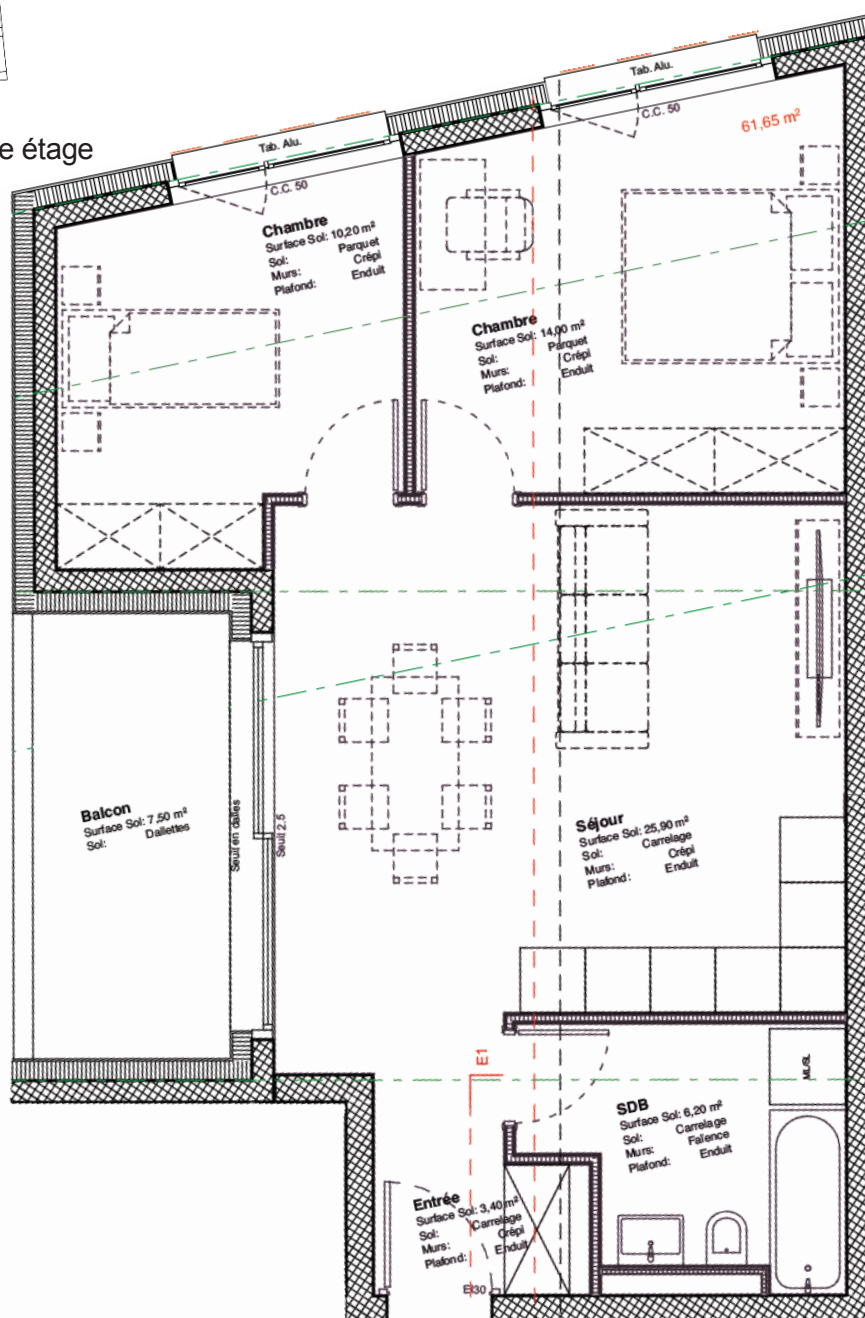 e étage
Tab. Alu.
C.C. 50
Tab. Alu.
C.C. 50
61,65 m²
Chambre
Surface Sol: 10,20 m²
Sol: Parquet
Murs: Crépi
Plafond: Enduit
Chambre
Surface Sol: 14,00 m²
Sol: Parquet
Murs: Crépi
Plafond: Enduit
Balcon
Surface Sol: 7,50 m²
Sol: Dallettes
Seuil en dalles
Seuil 2.5
Séjour
Surface Sol: 25,90 m²
Sol: Carrelage
Murs: Crépi
Plafond: Enduit
E1
SDB
Surface Sol: 6,20 m²
Sol: Carrelage
Murs: Faïence
Plafond: Enduit
ML/SL
Entrée
Surface Sol: 3,40 m²
Sol: Carrelage
Murs: Crépi
Plafond: Enduit
EI30